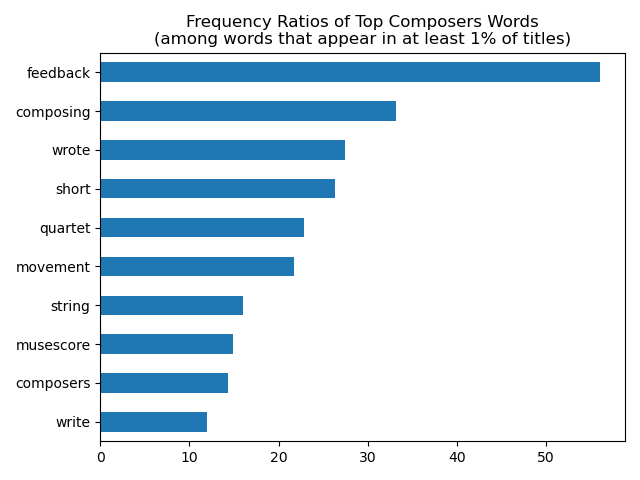 Frequency Ratios of Top Composers Words
(among words that appear in at least 1% of titles)
feedback
composing
wrote
short
quartet
movement
string
musescore
composers
write
0 10 20 30 40 50